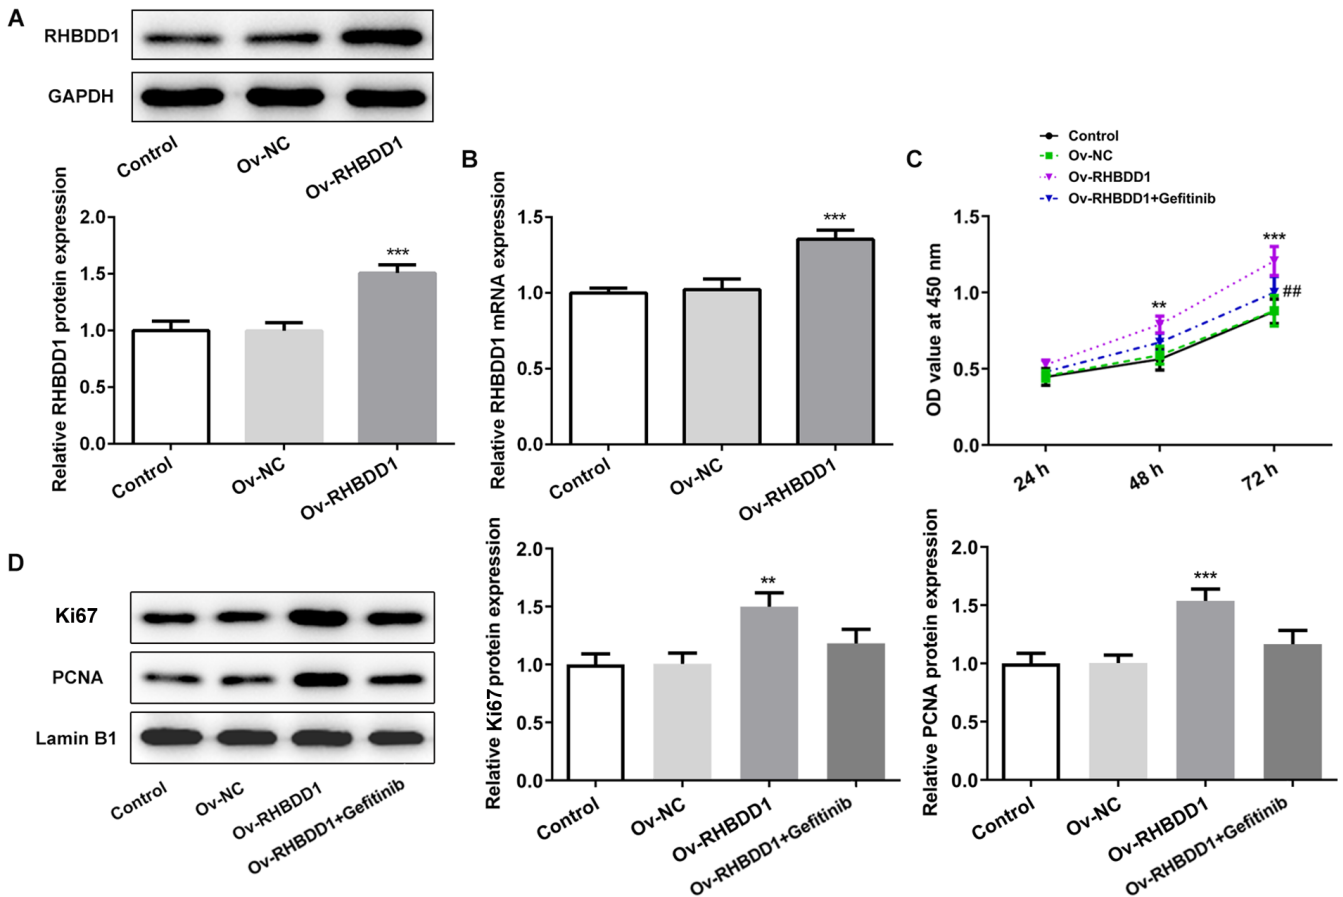 A
RHBDD1
GAPDH
Control
Ov-NC
Ov-RHBDD1
Relative RHBDD1 protein expression
2.0
1.5
1.0
0.5
0.0
***
Control
Ov-NC
Ov-RHBDD1
B
Relative RHBDD1 mRNA expression
1.5
1.0
0.5
0.0
***
Control
Ov-NC
Ov-RHBDD1
C
Control
Ov-NC
Ov-RHBDD1
Ov-RHBDD1+Gefitinib
OD value at 450 nm
1.5
1.0
0.5
0.0
**
***
##
24 h
48 h
72 h
D
Ki67
PCNA
Lamin B1
Control
Ov-NC
Ov-RHBDD1
Ov-RHBDD1+Gefitinib
Relative Ki67 protein expression
2.0
1.5
1.0
0.5
0.0
**
Control
Ov-NC
Ov-RHBDD1
Ov-RHBDD1+Gefitinib
Relative PCNA protein expression
2.0
1.5
1.0
0.5
0.0
***
Control
Ov-NC
Ov-RHBDD1
Ov-RHBDD1+Gefitinib